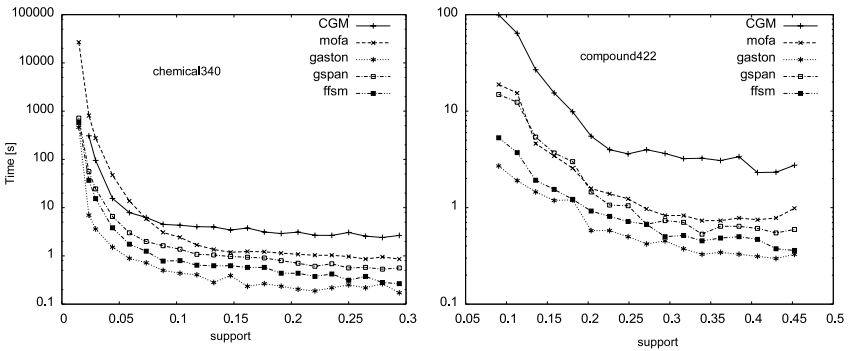 Time [s]
100000
10000
1000
100
10
1
0.1
0
0.05
0.1
0.15
0.2
0.25
0.3
support
chemical340
CGM
mofa
gaston
gspan
ffsm
100
10
1
0.1
0.05
0.1
0.15
0.2
0.25
0.3
0.35
0.4
0.45
0.5
support
compound422
CGM
mofa
gaston
gspan
ffsm